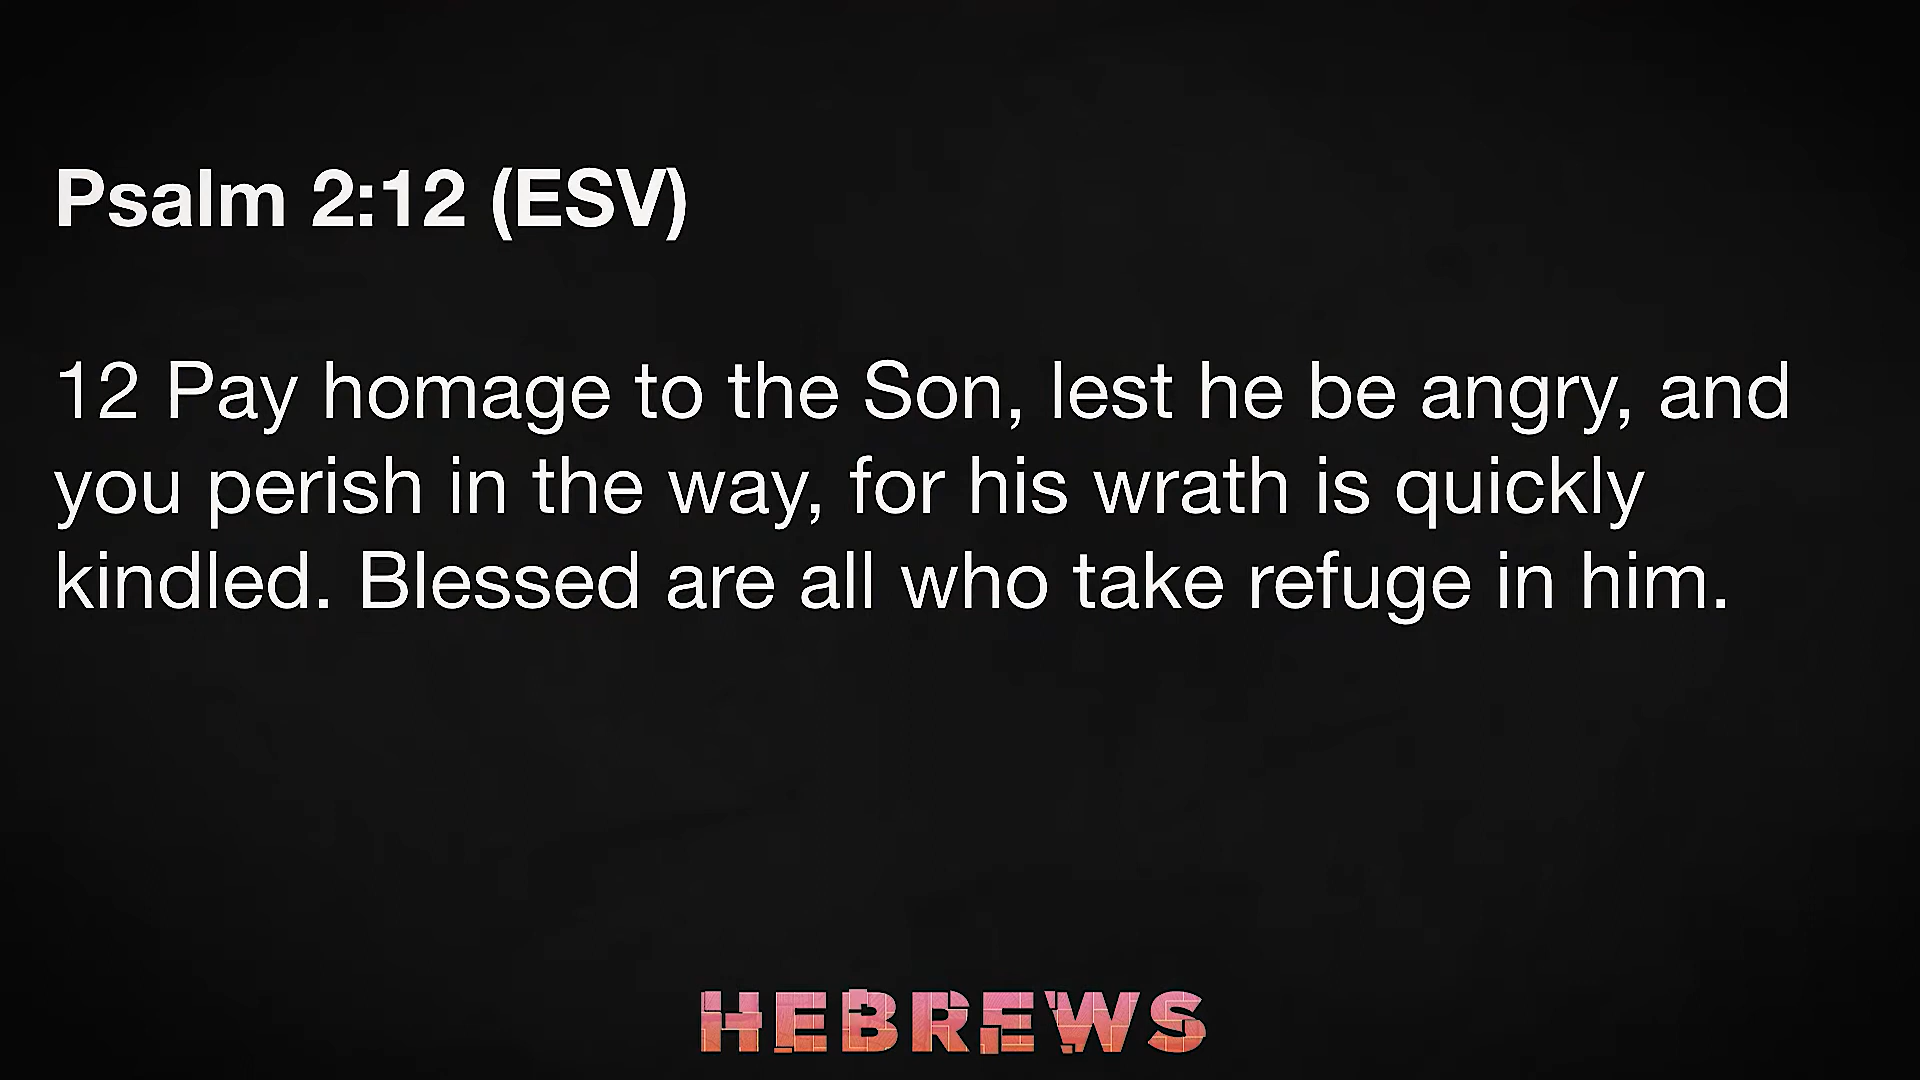 Psalm 2:12 (ESV)
12 Pay homage to the Son, lest he be angry, and
you perish in the way, for his wrath is quickly
kindled. Blessed are all who take refuge in him.
HEBREWS